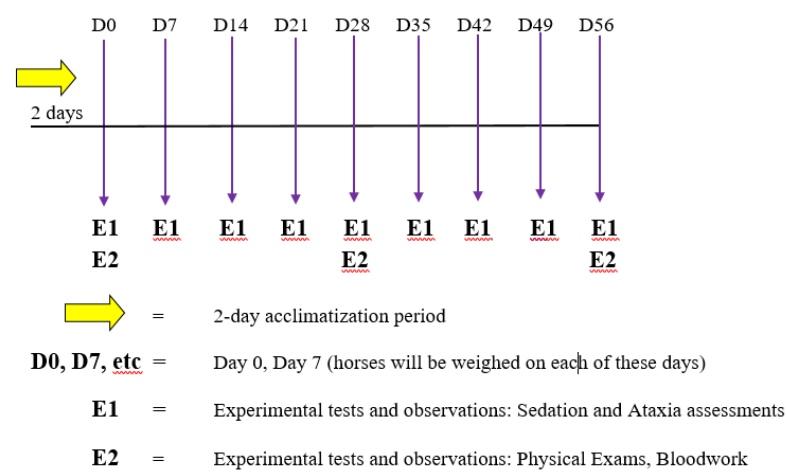 D0 D7 D14 D21 D28 D35 D42 D49 D56
2 days
E1 E1 E1 E1 E1 E1 E1 E1 E1
E2 E2 E2
= 2-day acclimatization period
D0, D7, etc = Day 0, Day 7 (horses will be weighed on each of these days)
E1 = Experimental tests and observations: Sedation and Ataxia assessments
E2 = Experimental tests and observations: Physical Exams, Bloodwork